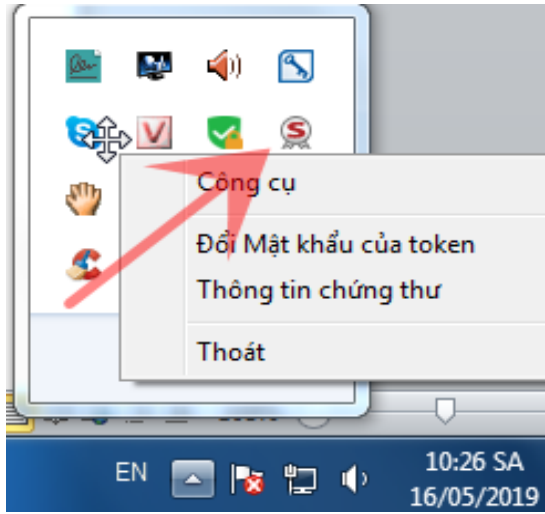 Công cụ
Đổi Mật khẩu của token
Thông tin chứng thư
Thoát
EN
10:26 SA
16/05/2019